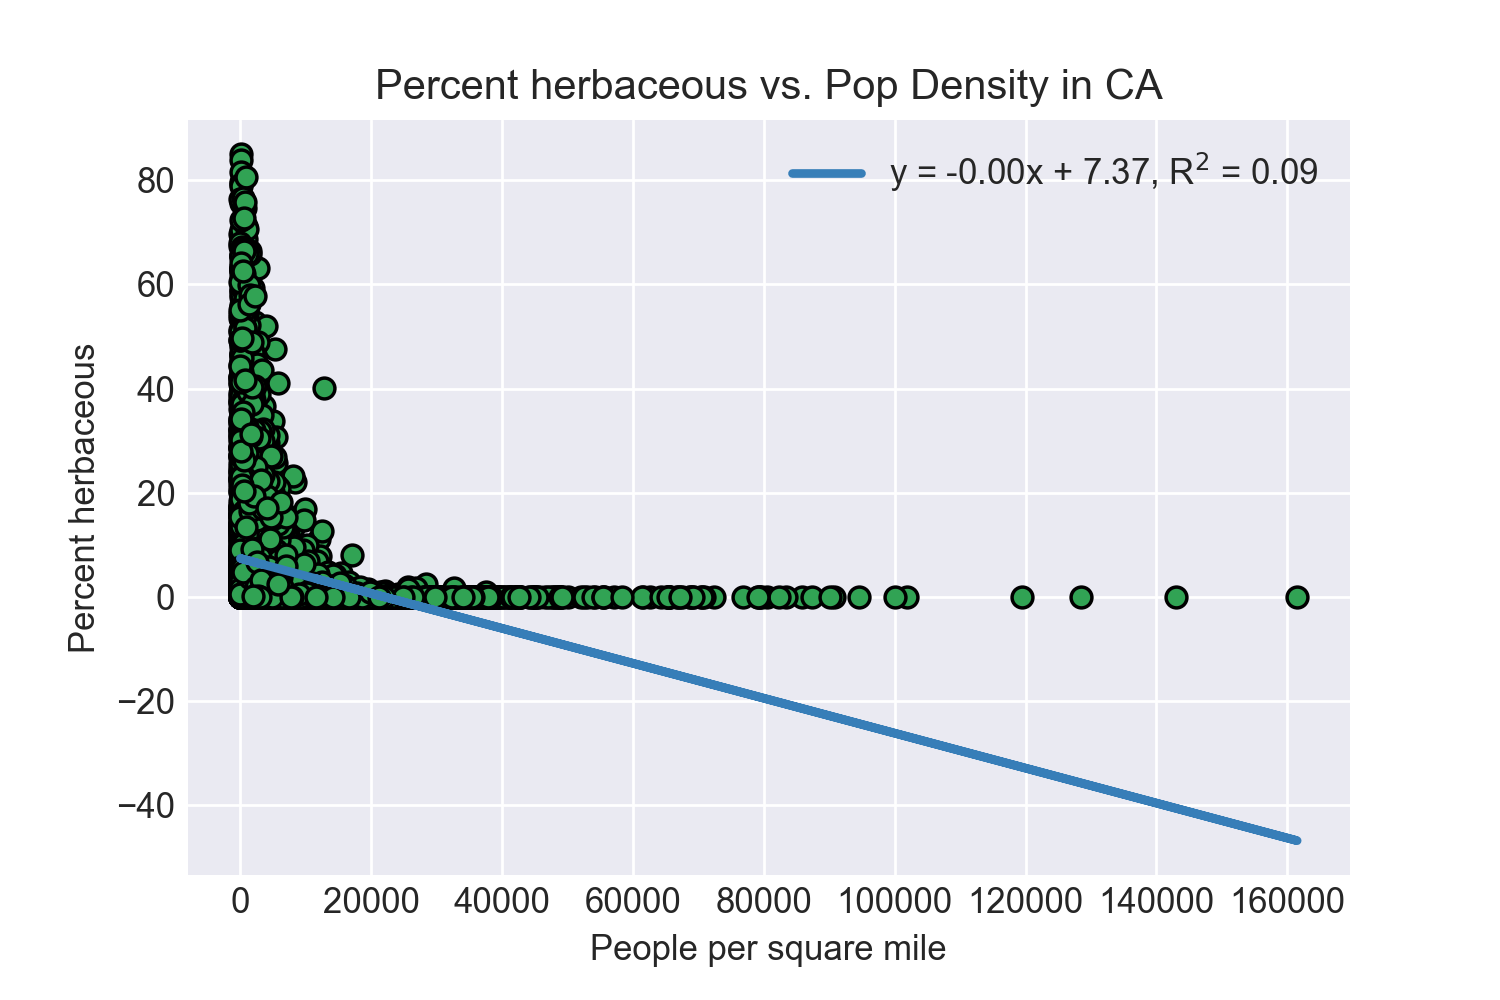 Percent herbaceous vs. Pop Density in CA
y = -0.00x + 7.37, R² = 0.09
80
60
40
20
0
−20
−40
Percent herbaceous
0 20000 40000 60000 80000 100000 120000 140000 160000
People per square mile